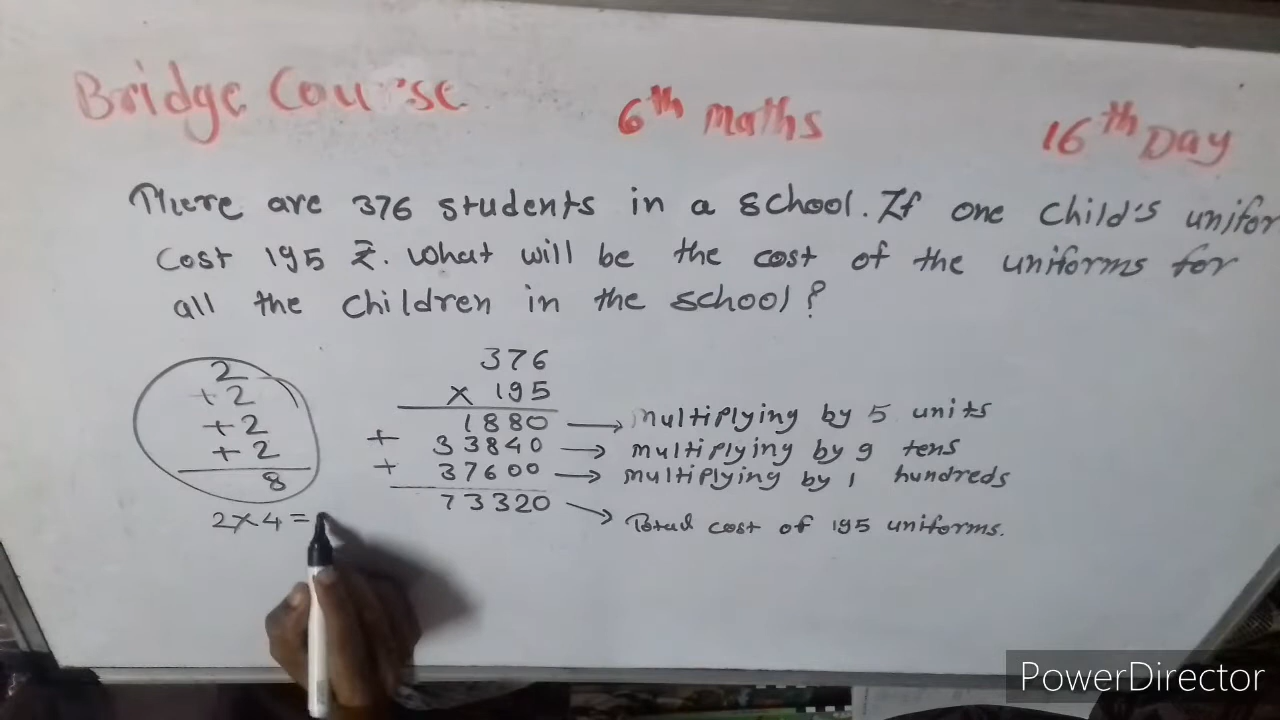 Bridge Course 6th Maths 16th Day
There are 376 students in a school. If one child's unifor
cost 195 ₹. What will be the cost of the uniforms for
all the children in the school?
2
+2
+2
+2
8
2×4=
376
× 195
1880 → multiplying by 5 units
+ 33840 → multiplying by 9 tens
+ 37600 → multiplying by 1 hundreds
73320 → Total cost of 195 uniforms.
PowerDirector